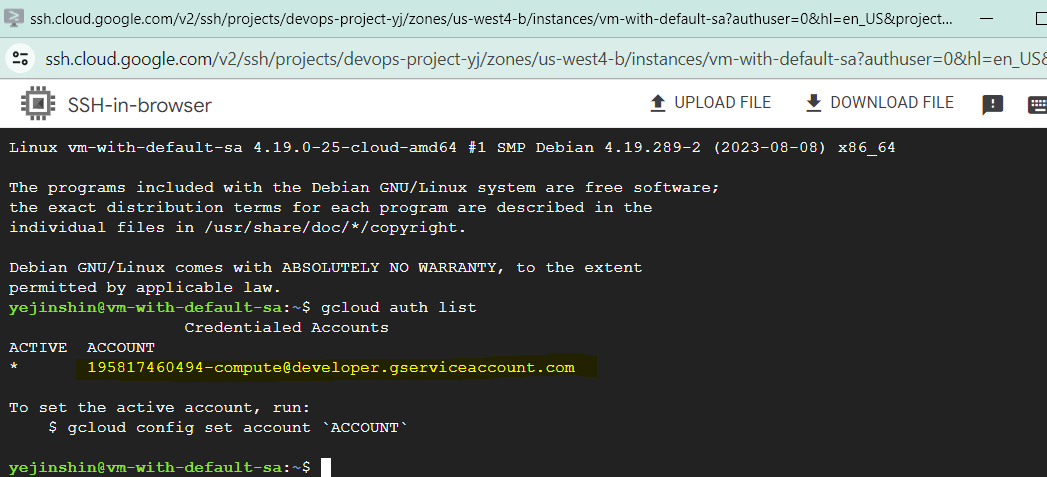 ssh.cloud.google.com/v2/ssh/projects/devops-project-yj/zones/us-west4-b/instances/vm-with-default-sa?authuser=0&hl=en_US&project...
ssh.cloud.google.com/v2/ssh/projects/devops-project-yj/zones/us-west4-b/instances/vm-with-default-sa?authuser=0&hl=en_US&
SSH-in-browser
UPLOAD FILE
DOWNLOAD FILE
Linux vm-with-default-sa 4.19.0-25-cloud-amd64 #1 SMP Debian 4.19.289-2 (2023-08-08) x86_64
The programs included with the Debian GNU/Linux system are free software;
the exact distribution terms for each program are described in the
individual files in /usr/share/doc/*/copyright.
Debian GNU/Linux comes with ABSOLUTELY NO WARRANTY, to the extent
permitted by applicable law.
yejinshin@vm-with-default-sa:~$ gcloud auth list
Credentialed Accounts
ACTIVE  ACCOUNT
*       195817460494-compute@developer.gserviceaccount.com
To set the active account, run:
$ gcloud config set account `ACCOUNT`
yejinshin@vm-with-default-sa:~$